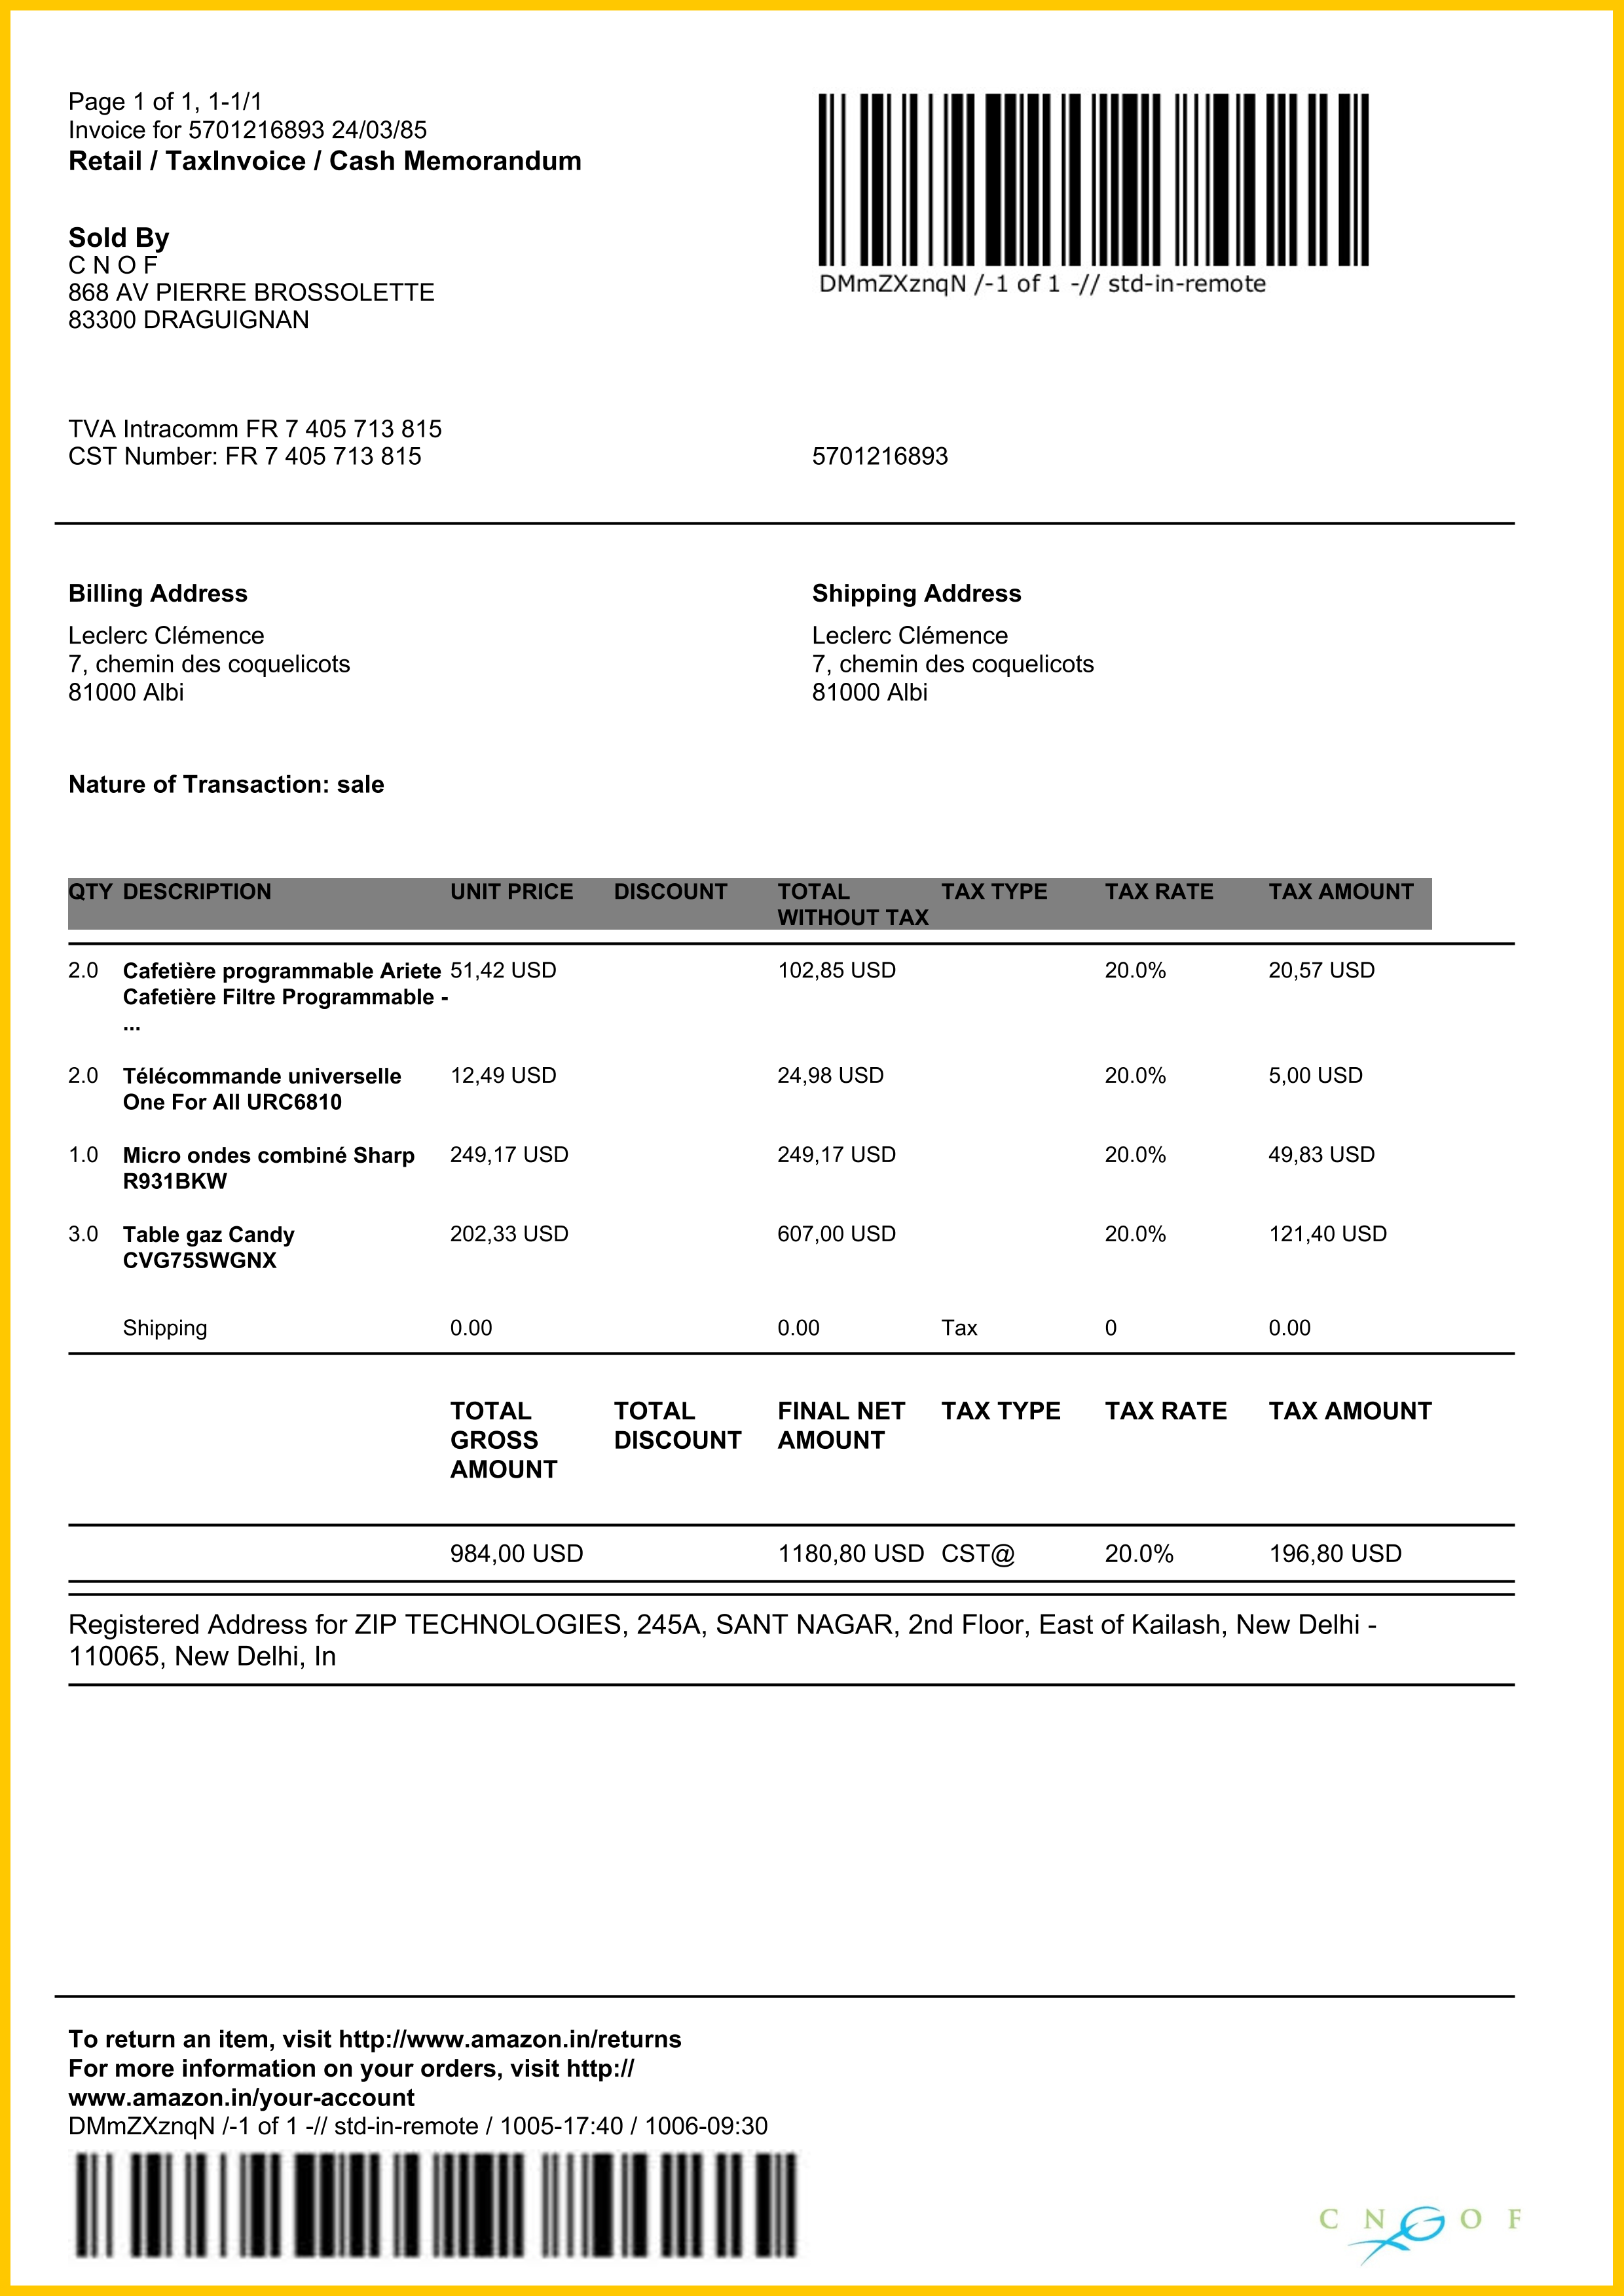 Page 1 of 1, 1-1/1
Invoice for 5701216893 24/03/85
Retail / TaxInvoice / Cash Memorandum
DMmZXznqN /-1 of 1 -// std-in-remote
Sold By
C N O F
868 AV PIERRE BROSSOLETTE
83300 DRAGUIGNAN
TVA Intracomm FR 7 405 713 815
CST Number: FR 7 405 713 815 5701216893
Billing Address Shipping Address
Leclerc Clémence Leclerc Clémence
7, chemin des coquelicots 7, chemin des coquelicots
81000 Albi 81000 Albi
Nature of Transaction: sale
QTY DESCRIPTION UNIT PRICE DISCOUNT TOTAL TAX TYPE TAX RATE TAX AMOUNT
WITHOUT TAX
2.0 Cafetière programmable Ariete 51,42 USD 102,85 USD 20.0% 20,57 USD
Cafetière Filtre Programmable -
...
2.0 Télécommande universelle 12,49 USD 24,98 USD 20.0% 5,00 USD
One For All URC6810
1.0 Micro ondes combiné Sharp 249,17 USD 249,17 USD 20.0% 49,83 USD
R931BKW
3.0 Table gaz Candy 202,33 USD 607,00 USD 20.0% 121,40 USD
CVG75SWGNX
Shipping 0.00 0.00 Tax 0 0.00
TOTAL TOTAL FINAL NET TAX TYPE TAX RATE TAX AMOUNT
GROSS DISCOUNT AMOUNT
AMOUNT
984,00 USD 1180,80 USD CST@ 20.0% 196,80 USD
Registered Address for ZIP TECHNOLOGIES, 245A, SANT NAGAR, 2nd Floor, East of Kailash, New Delhi -
110065, New Delhi, In
To return an item, visit http://www.amazon.in/returns
For more information on your orders, visit http://
www.amazon.in/your-account
DMmZXznqN /-1 of 1 -// std-in-remote / 1005-17:40 / 1006-09:30
C N G O F